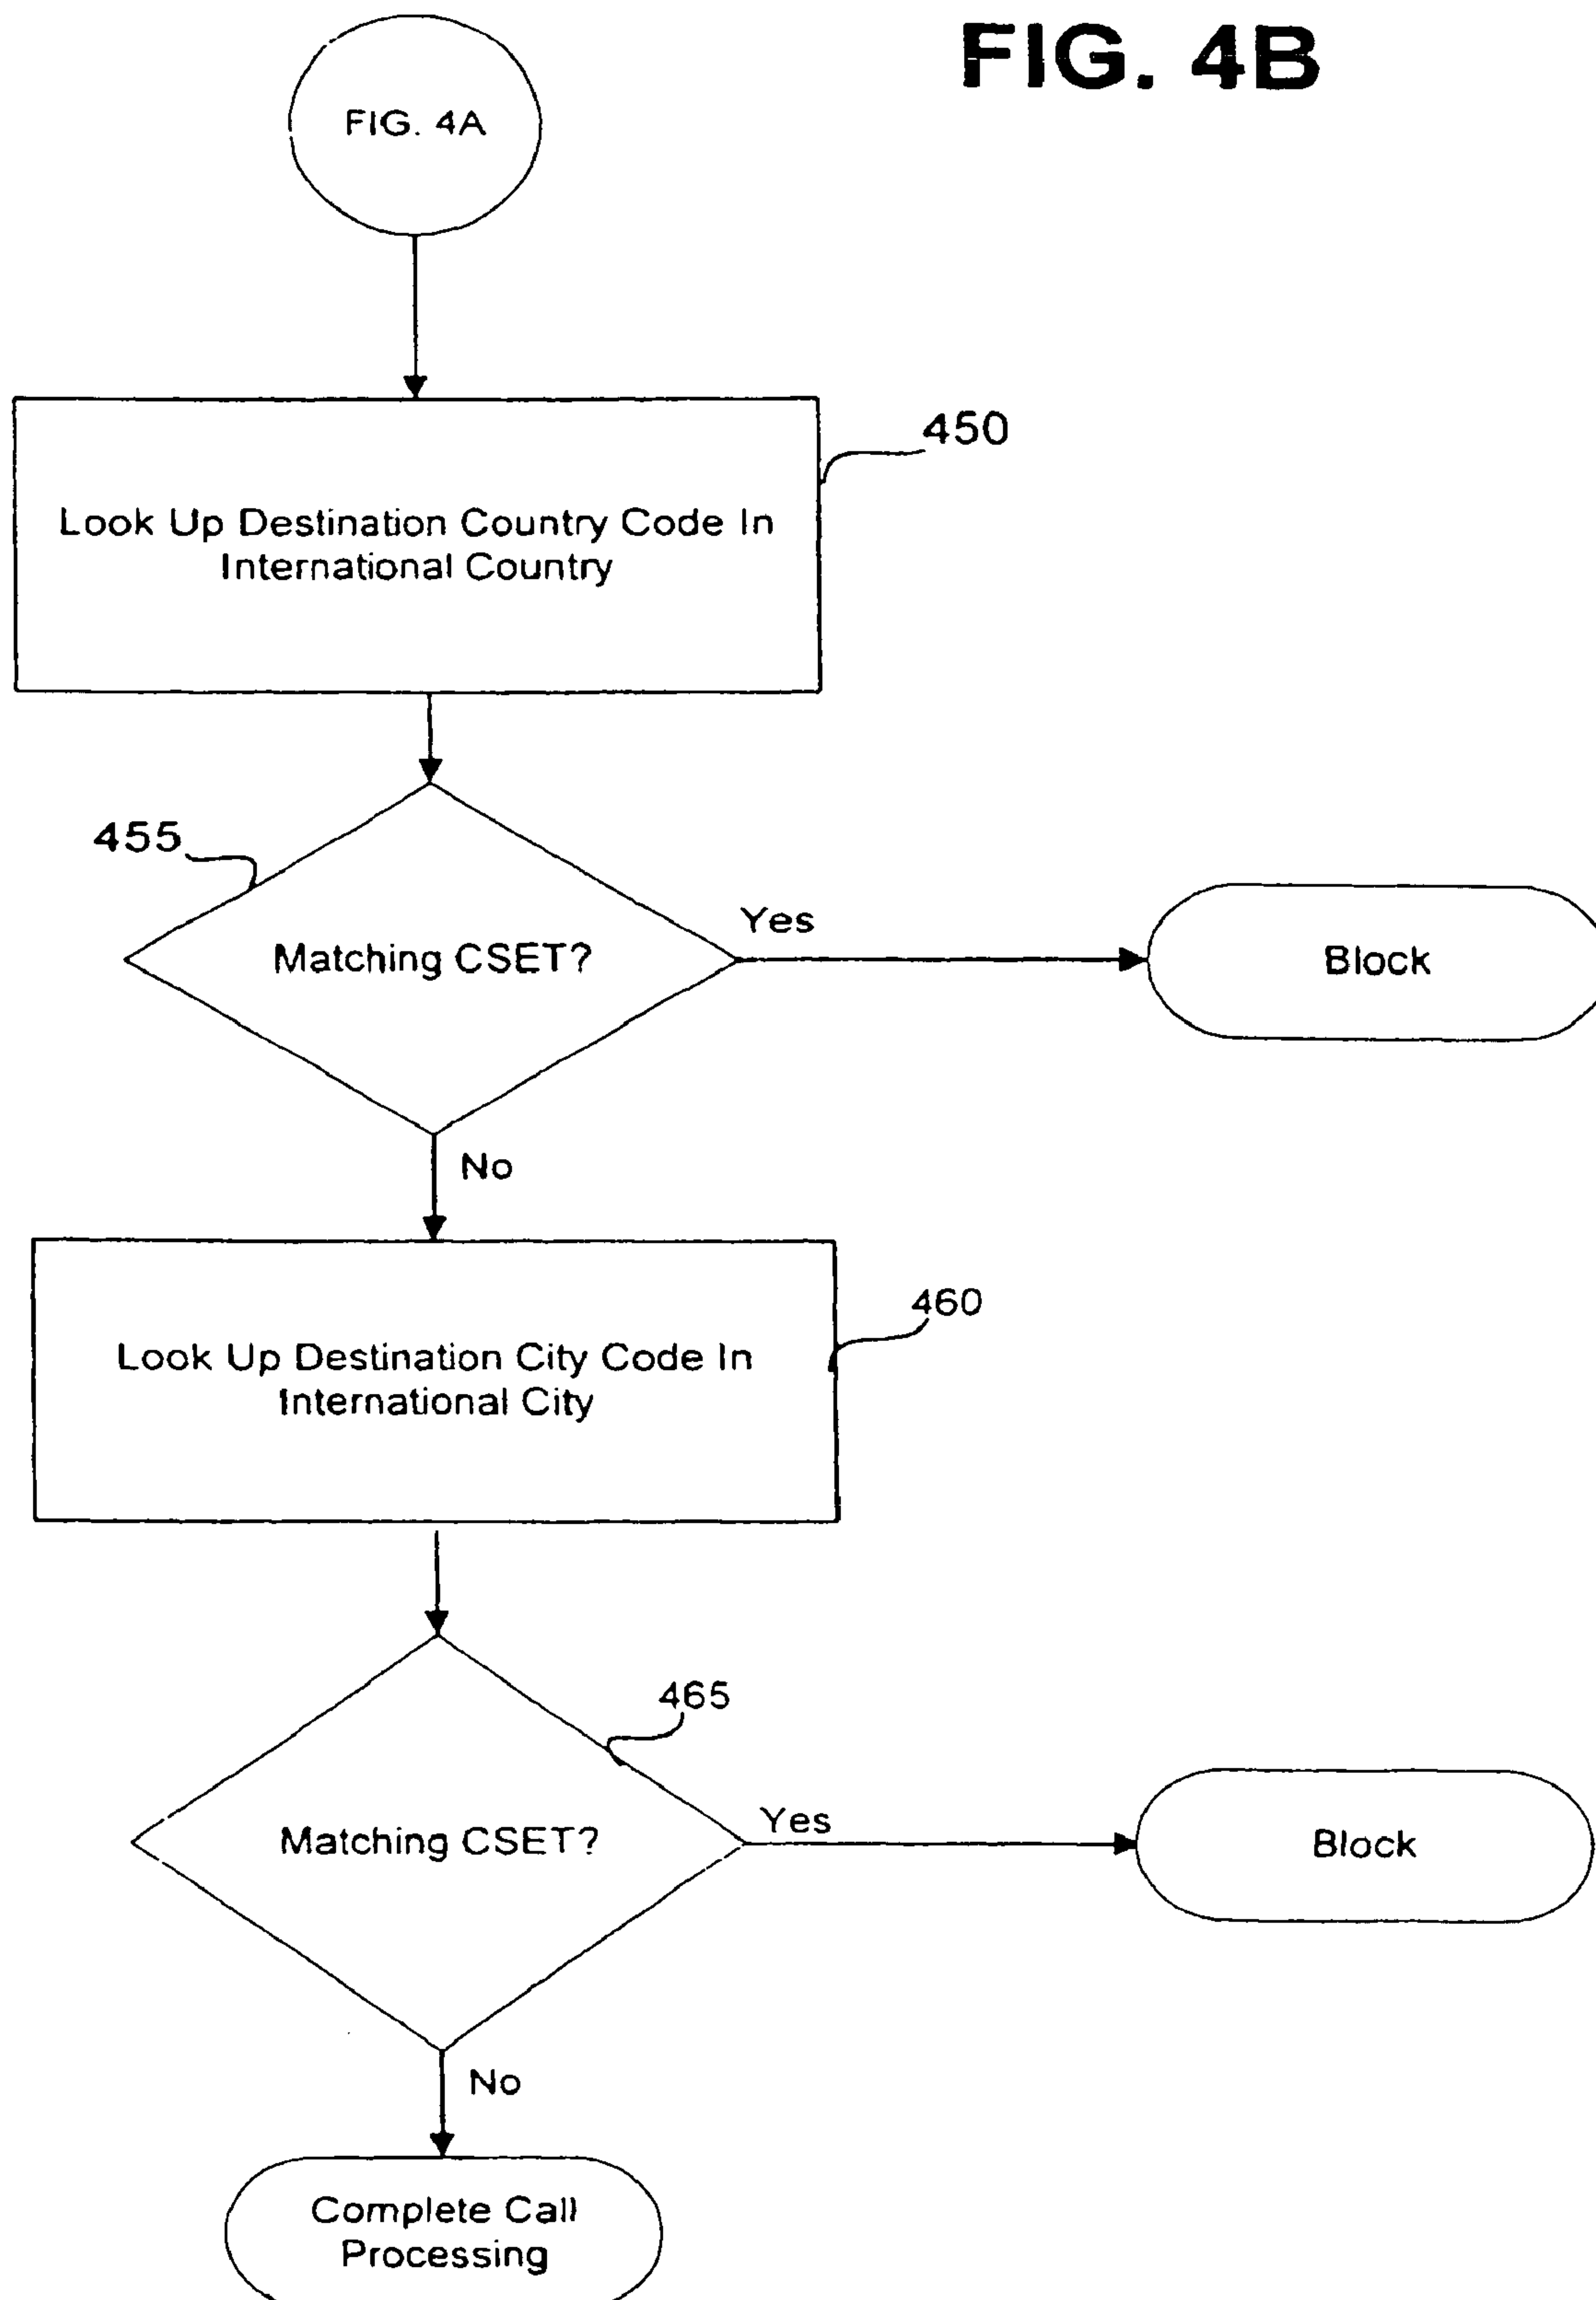 FIG. 4B
FIG. 4A
450
Look Up Destination Country Code In
International Country
455
Matching CSET?
Yes
Block
No
460
Look Up Destination City Code In
International City
465
Matching CSET?
Yes
Block
No
Complete Call
Processing